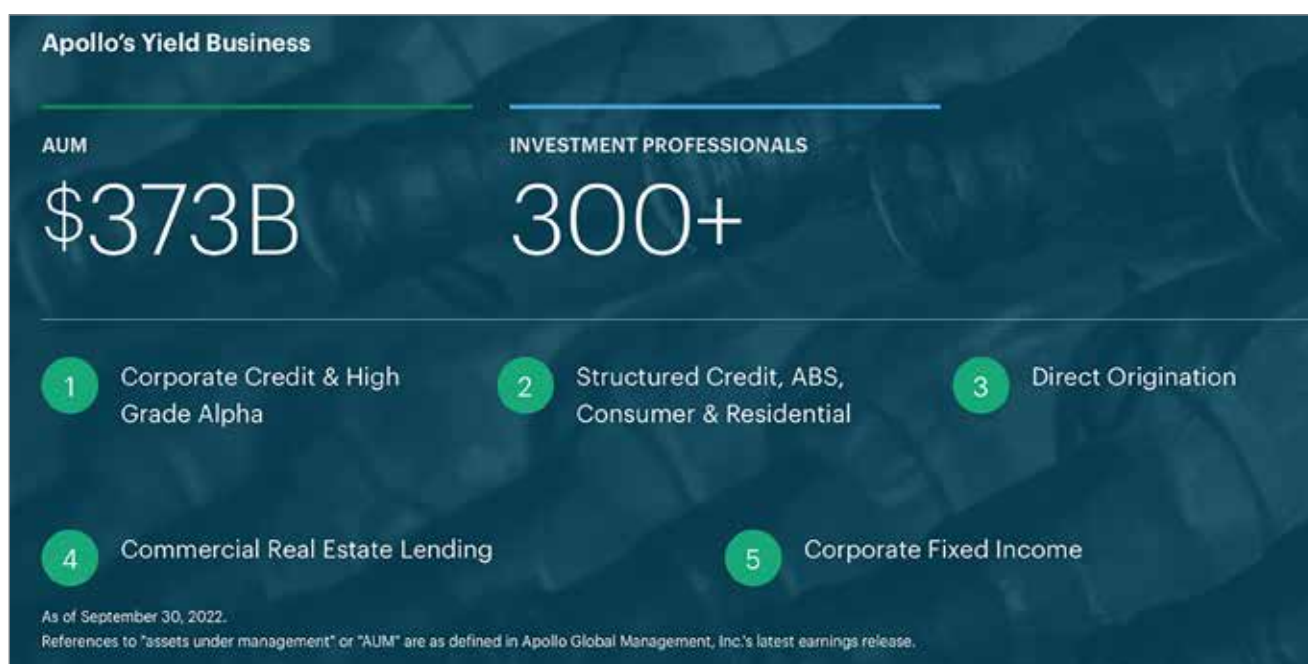 Apollo's Yield Business
AUM
INVESTMENT PROFESSIONALS
$373B
300+
1
Corporate Credit & High
Grade Alpha
2
Structured Credit, ABS,
Consumer & Residential
3
Direct Origination
4
Commercial Real Estate Lending
5
Corporate Fixed Income
As of September 30, 2022.
References to "assets under management" or "AUM" are as defined in Apollo Global Management, Inc.'s latest earnings release.